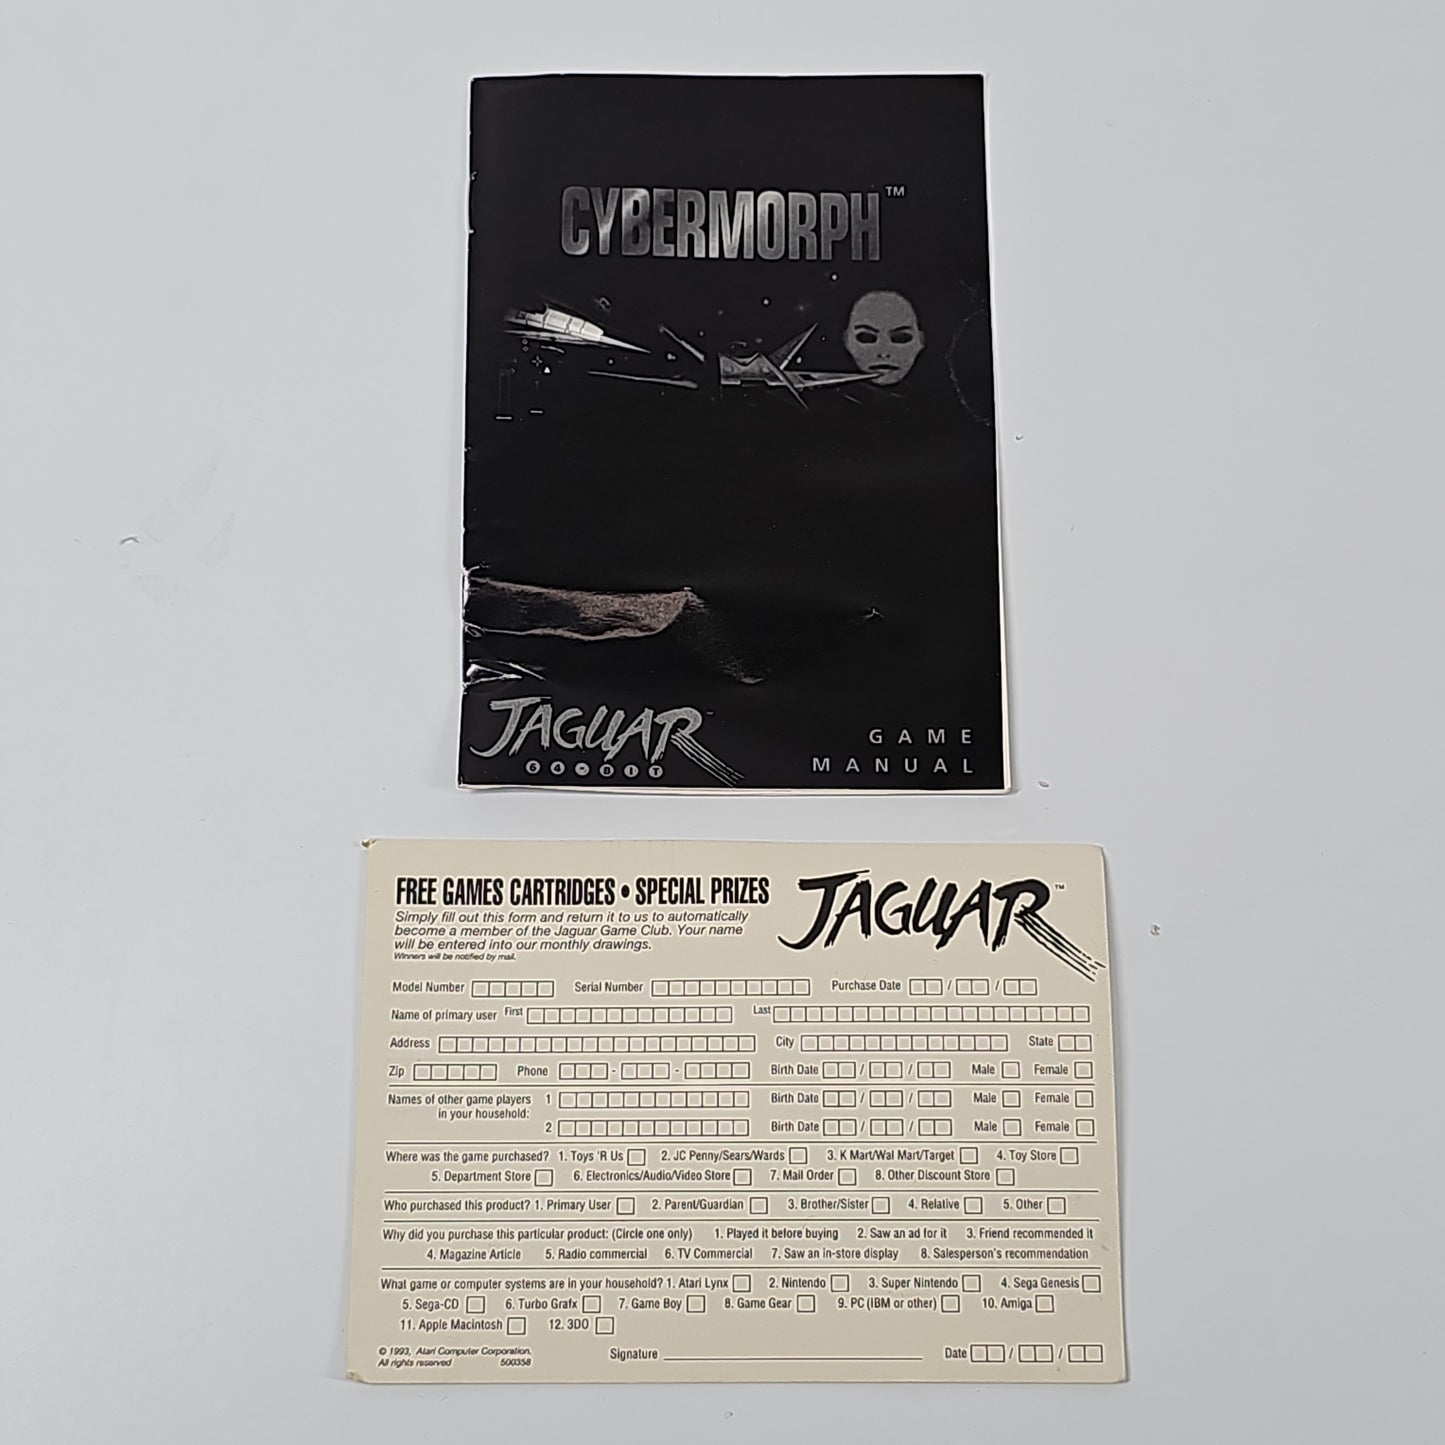 CYBERMORPH™
JAGUAR™
64-BIT
GAME
MANUAL
FREE GAMES CARTRIDGES • SPECIAL PRIZES
Simply fill out this form and return it to us to automatically
become a member of the Jaguar Game Club. Your name
will be entered into our monthly drawings.
Winners will be notified by mail.
JAGUAR™
Model Number Serial Number Purchase Date / /
Name of primary user First Last
Address City State
Zip Phone - - Birth Date / / Male Female
Names of other game players 1 Birth Date / / Male Female
in your household:
2 Birth Date / / Male Female
Where was the game purchased? 1. Toys 'R Us 2. JC Penny/Sears/Wards 3. K Mart/Wal Mart/Target 4. Toy Store
5. Department Store 6. Electronics/Audio/Video Store 7. Mail Order 8. Other Discount Store
Who purchased this product? 1. Primary User 2. Parent/Guardian 3. Brother/Sister 4. Relative 5. Other
Why did you purchase this particular product: (Circle one only) 1. Played it before buying 2. Saw an ad for it 3. Friend recommended it
4. Magazine Article 5. Radio commercial 6. TV Commercial 7. Saw an in-store display 8. Salesperson's recommendation
What game or computer systems are in your household? 1. Atari Lynx 2. Nintendo 3. Super Nintendo 4. Sega Genesis
5. Sega-CD 6. Turbo Grafx 7. Game Boy 8. Game Gear 9. PC (IBM or other) 10. Amiga
11. Apple Macintosh 12. 3DO
© 1993, Atari Computer Corporation.
All rights reserved 500358
Signature Date / /